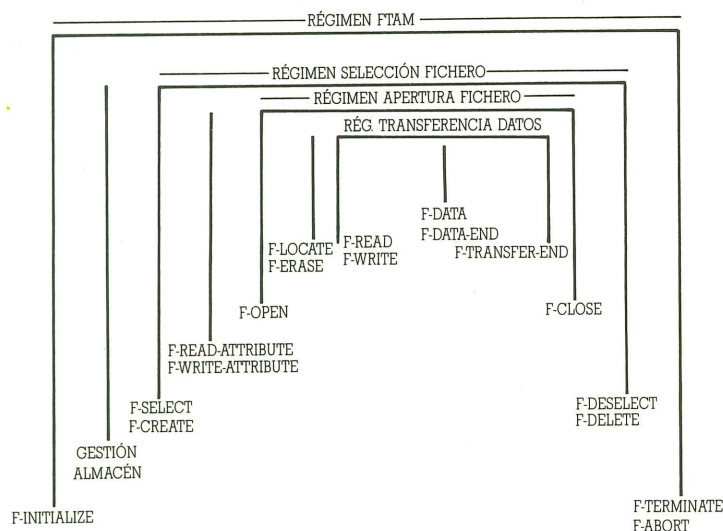 RÉGIMEN FTAM
RÉGIMEN SELECCIÓN FICHERO
RÉGIMEN APERTURA FICHERO
RÉG. TRANSFERENCIA DATOS
F-DATA
F-DATA-END
F-LOCATE
F-ERASE
F-READ
F-WRITE
F-TRANSFER-END
F-OPEN
F-CLOSE
F-READ-ATTRIBUTE
F-WRITE-ATTRIBUTE
F-SELECT
F-CREATE
F-DESELECT
F-DELETE
GESTIÓN
ALMACÉN
F-INITIALIZE
F-TERMINATE
F-ABORT